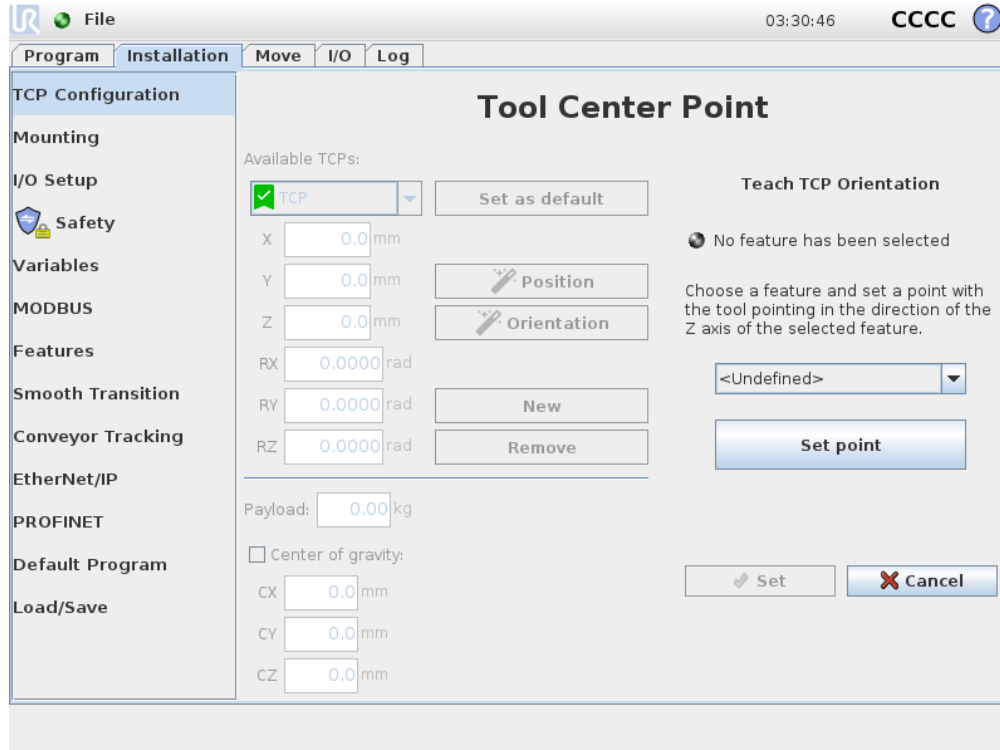 UR File 03:30:46 CCCC ?
Program Installation Move I/O Log
TCP Configuration
Mounting
I/O Setup
Safety
Variables
MODBUS
Features
Smooth Transition
Conveyor Tracking
EtherNet/IP
PROFINET
Default Program
Load/Save
Tool Center Point
Available TCPs:
TCP Set as default
X 0.0 mm
Y 0.0 mm Position
Z 0.0 mm Orientation
RX 0.0000 rad
RY 0.0000 rad New
RZ 0.0000 rad Remove
Payload: 0.00 kg
Center of gravity:
CX 0.0 mm
CY 0.0 mm
CZ 0.0 mm
Teach TCP Orientation
No feature has been selected
Choose a feature and set a point with
the tool pointing in the direction of the
Z axis of the selected feature.
<Undefined>
Set point
Set Cancel